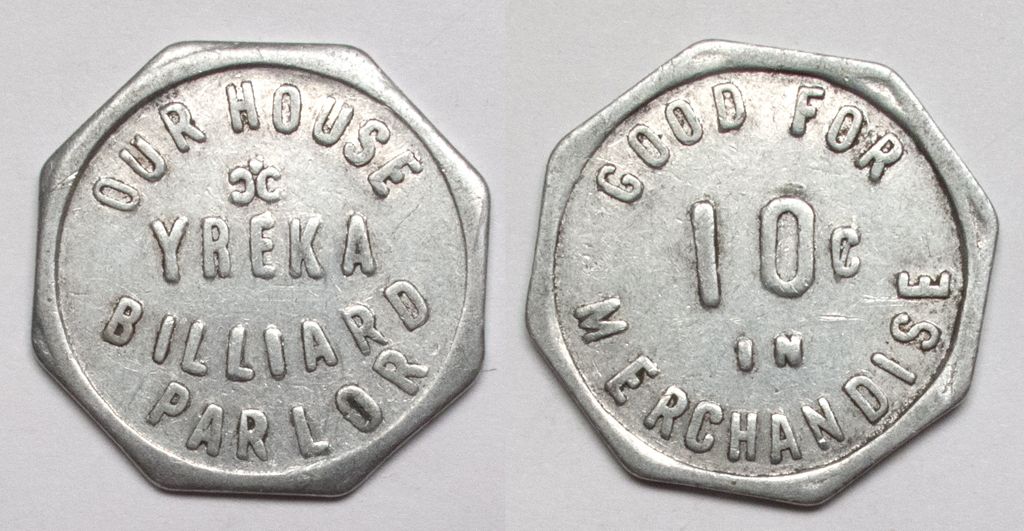 OUR HOUSE
YREKA
BILLIARD
PARLOR
GOOD FOR
10¢
IN
MERCHANDISE